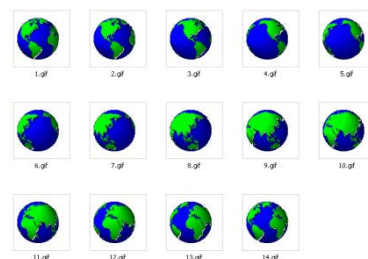 1.gif 2.gif 3.gif 4.gif 5.gif
6.gif 7.gif 8.gif 9.gif 10.gif
11.gif 12.gif 13.gif 14.gif